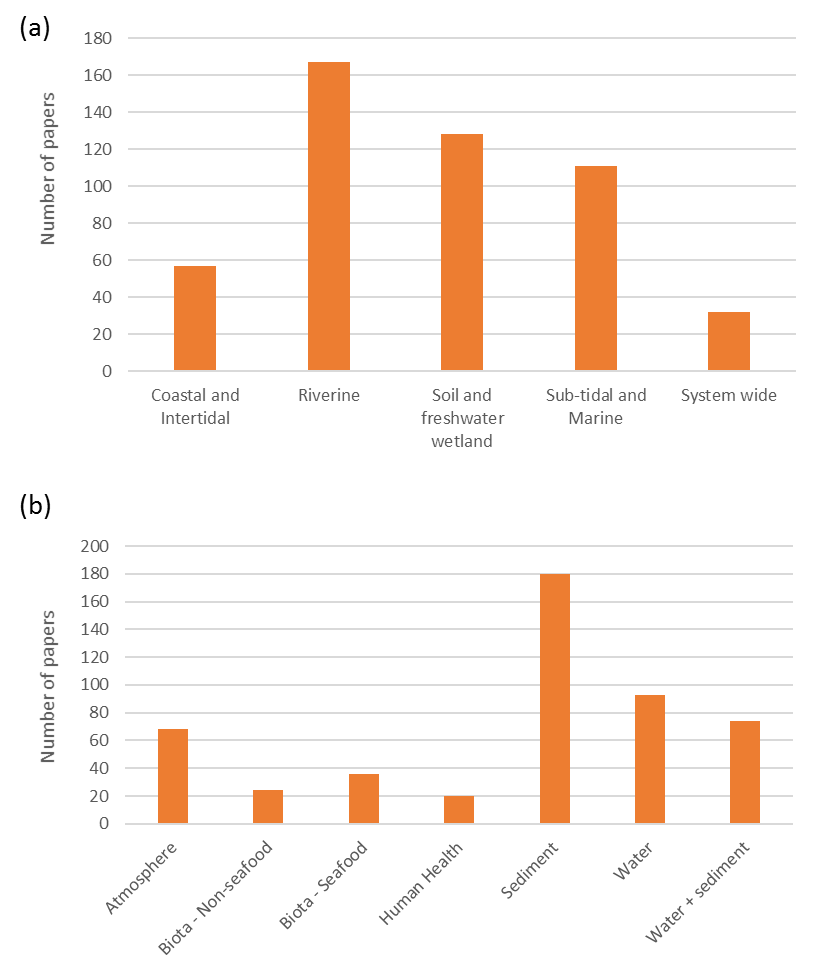 (a)
Number of papers
180
160
140
120
100
80
60
40
20
0
Coastal and
Intertidal
Riverine
Soil and
freshwater
wetland
Sub-tidal and
Marine
System wide
(b)
Number of papers
200
180
160
140
120
100
80
60
40
20
0
Atmosphere
Biota - Non-seafood
Biota - Seafood
Human Health
Sediment
Water
Water + sediment